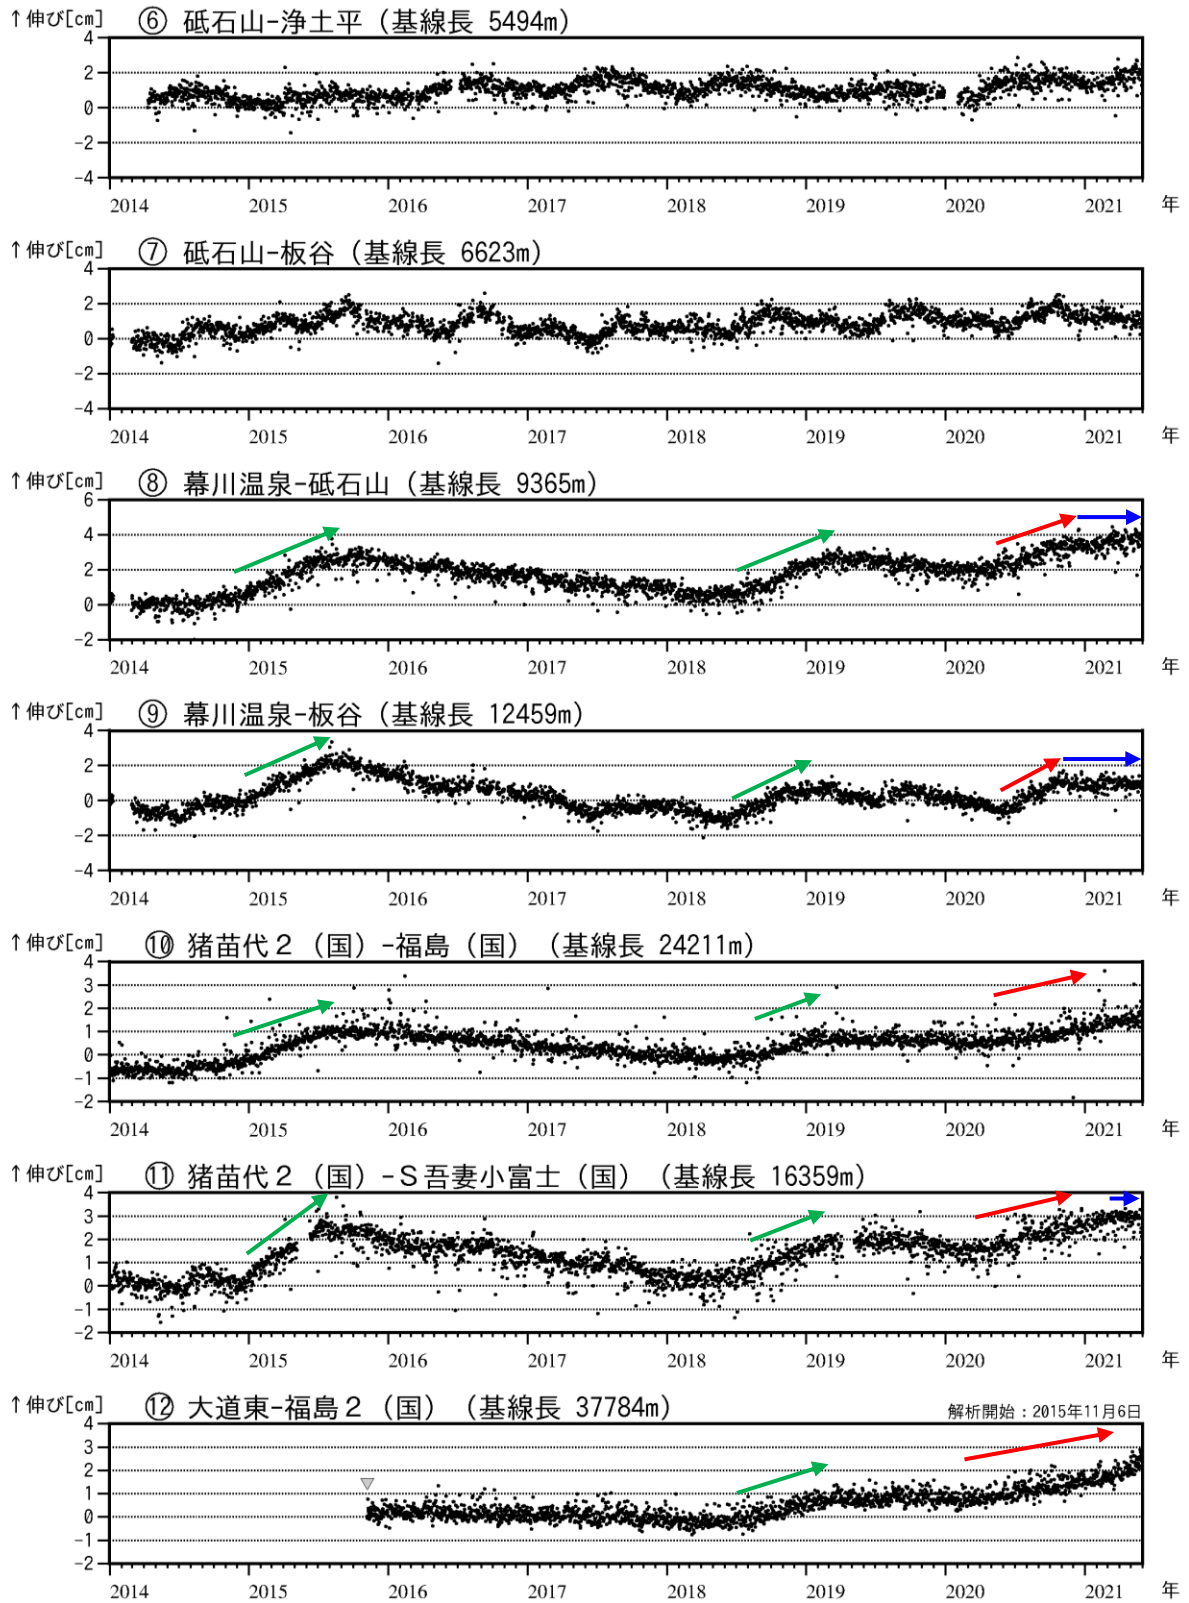 ↑伸び[cm] ⑥ 砥石山-浄土平（基線長 5494m）
4
2
0
-2
-4
2014 2015 2016 2017 2018 2019 2020 2021 年
↑伸び[cm] ⑦ 砥石山-板谷（基線長 6623m）
4
2
0
-2
-4
2014 2015 2016 2017 2018 2019 2020 2021 年
↑伸び[cm] ⑧ 幕川温泉-砥石山（基線長 9365m）
6
4
2
0
-2
2014 2015 2016 2017 2018 2019 2020 2021 年
↑伸び[cm] ⑨ 幕川温泉-板谷（基線長 12459m）
4
2
0
-2
-4
2014 2015 2016 2017 2018 2019 2020 2021 年
↑伸び[cm] ⑩ 猪苗代２（国）-福島（国）（基線長 24211m）
4
3
2
1
0
-1
-2
2014 2015 2016 2017 2018 2019 2020 2021 年
↑伸び[cm] ⑪ 猪苗代２（国）-Ｓ吾妻小富士（国）（基線長 16359m）
4
3
2
1
0
-1
-2
2014 2015 2016 2017 2018 2019 2020 2021 年
↑伸び[cm] ⑫ 大道東-福島２（国）（基線長 37784m） 解析開始：2015年11月6日
4
3
2
1
0
-1
-2
2014 2015 2016 2017 2018 2019 2020 2021 年